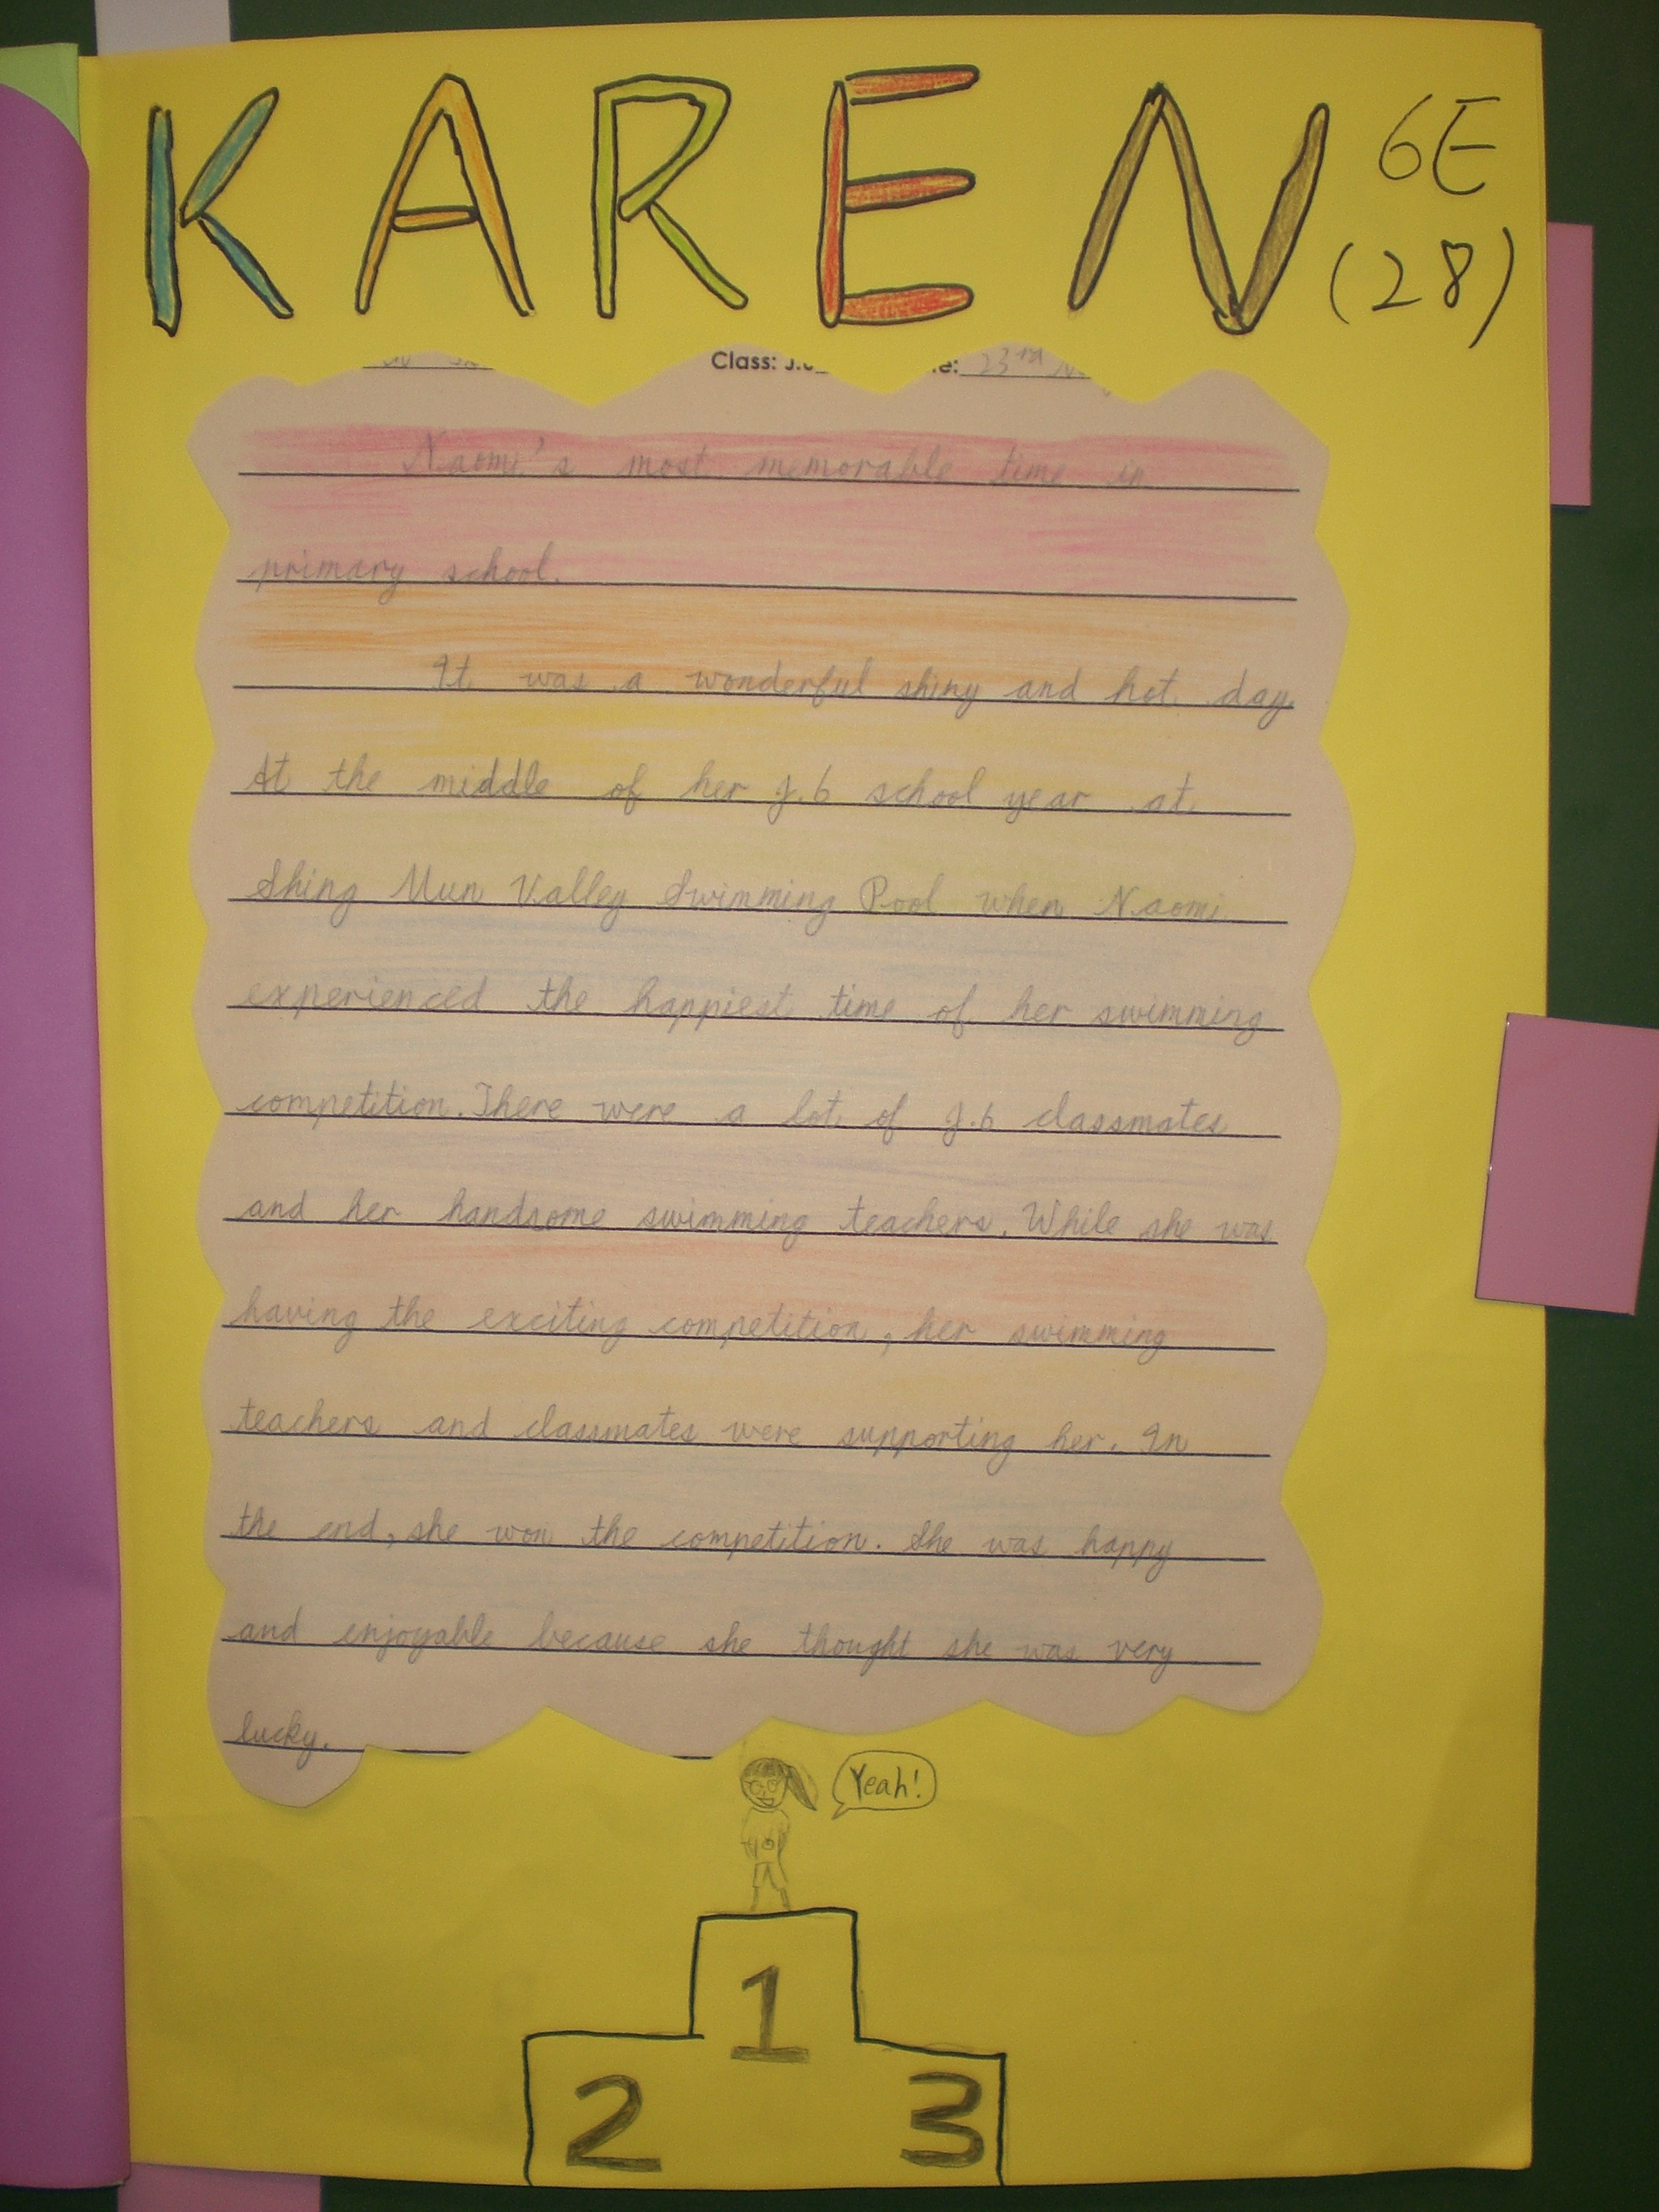 KAREN 6E
(28)
Class: J.6 e: 23rd
Naomi's most memorable time in
primary school.
It was a wonderful shiny and hot day.
At the middle of her J.6 school year at
Shing Mun Valley Swimming Pool when Naomi
experienced the happiest time of her swimming
competition. There were a lot of J.6 classmates
and her handsome swimming teachers. While she was
having the exciting competition, her swimming
teachers and classmates were supporting her. In
the end, she won the competition. She was happy
and enjoyable because she thought she was very
lucky.
Yeah!
1
2 3